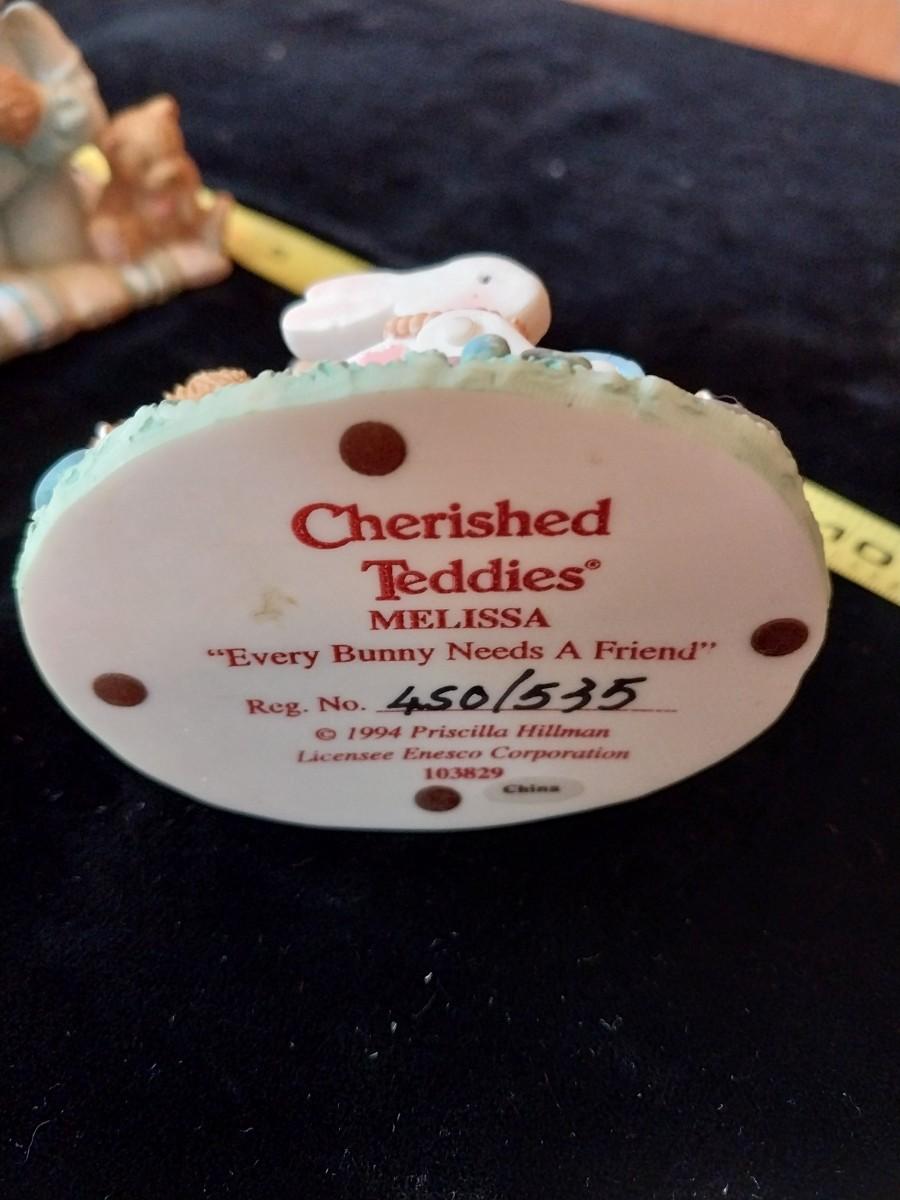 Cherished
Teddies®
MELISSA
“Every Bunny Needs A Friend”
Reg. No. 450/535
© 1994 Priscilla Hillman
Licensee Enesco Corporation
103829
China